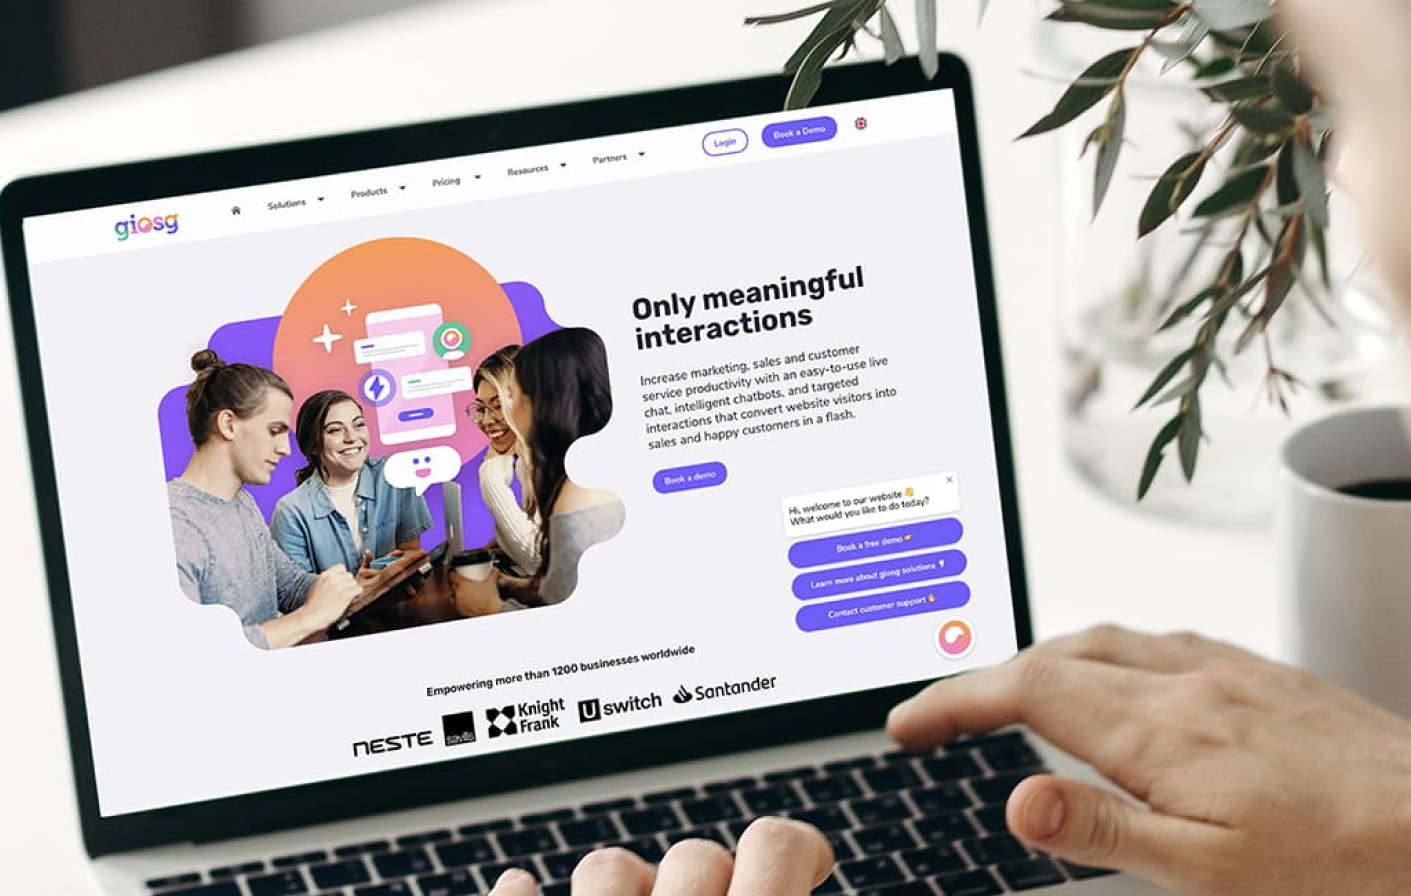 giosg
Solutions
Products
Pricing
Resources
Partners
Login
Book a Demo
Only meaningful
interactions
Increase marketing, sales and customer
service productivity with an easy-to-use live
chat, intelligent chatbots, and targeted
interactions that convert website visitors into
sales and happy customers in a flash.
Book a demo
Hi, welcome to our website 👋
What would you like to do today?
Book a free demo
Learn more about giosg solutions
Contact customer support
Empowering more than 1200 businesses worldwide
NESTE
savills
Knight
Frank
Uswitch
Santander